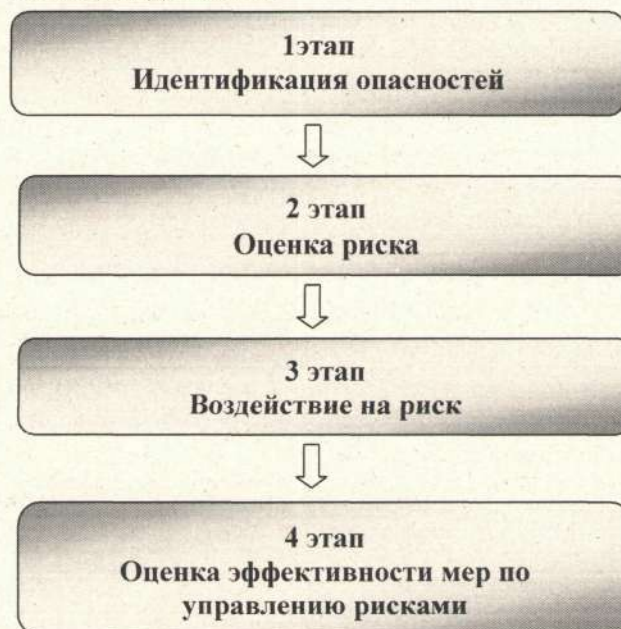 1этап
Идентификация опасностей
2 этап
Оценка риска
3 этап
Воздействие на риск
4 этап
Оценка эффективности мер по
управлению рисками